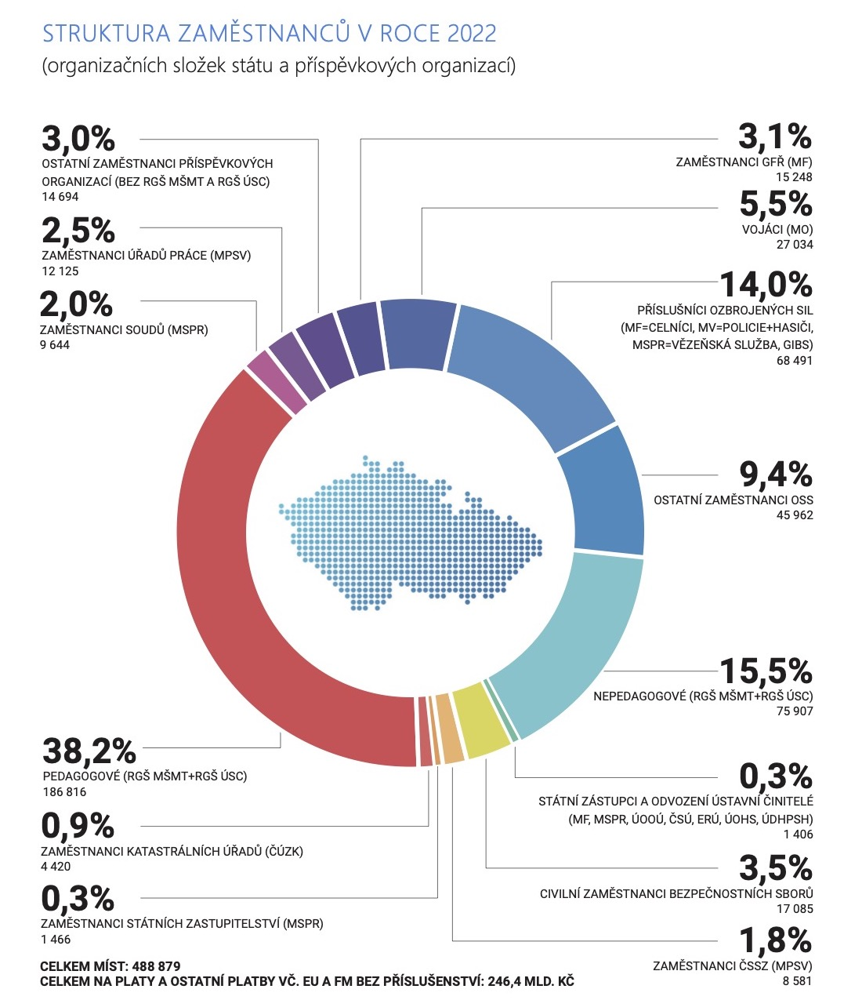 STRUKTURA ZAMĚSTNANCŮ V ROCE 2022
(organizačních složek státu a příspěvkových organizací)
3,0%
OSTATNÍ ZAMĚSTNANCI PŘÍSPĚVKOVÝCH
ORGANIZACÍ (BEZ RGŠ MŠMT A RGŠ ÚSC)
14 694
2,5%
ZAMĚSTNANCI ÚŘADŮ PRÁCE (MPSV)
12 125
2,0%
ZAMĚSTNANCI SOUDŮ (MSPR)
9 644
3,1%
ZAMĚSTNANCI GFŘ (MF)
15 248
5,5%
VOJÁCI (MO)
27 034
14,0%
PŘÍSLUŠNÍCI OZBROJENÝCH SIL
(MF=CELNÍCI, MV=POLICIE+HASIČI,
MSPR=VĚZEŇSKÁ SLUŽBA, GIBS)
68 491
9,4%
OSTATNÍ ZAMĚSTNANCI OSS
45 962
15,5%
NEPEDAGOGOVÉ (RGŠ MŠMT+RGŠ ÚSC)
75 907
38,2%
PEDAGOGOVÉ (RGŠ MŠMT+RGŠ ÚSC)
186 816
0,9%
ZAMĚSTNANCI KATASTRÁLNÍCH ÚŘADŮ (ČÚZK)
4 420
0,3%
ZAMĚSTNANCI STÁTNÍCH ZASTUPITELSTVÍ (MSPR)
1 466
0,3%
STÁTNÍ ZÁSTUPCI A ODVOZENÍ ÚSTAVNÍ ČINITELÉ
(MF, MSPR, ÚOOÚ, ČSÚ, ERÚ, ÚOHS, ÚDHPSH)
1 406
3,5%
CIVILNÍ ZAMĚSTNANCI BEZPEČNOSTNÍCH SBORŮ
17 085
1,8%
ZAMĚSTNANCI ČSSZ (MPSV)
8 581
CELKEM MÍST: 488 879
CELKEM NA PLATY A OSTATNÍ PLATBY VČ. EU A FM BEZ PŘÍSLUŠENSTVÍ: 246,4 MLD. KČ